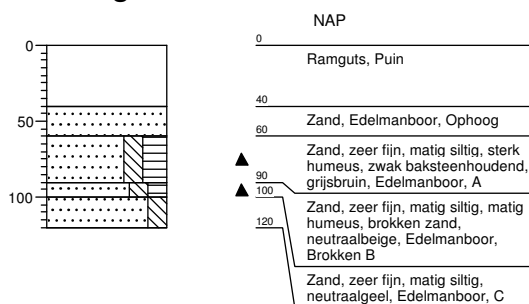 NAP
0
0
Ramguts, Puin
40
Zand, Edelmanboor, Ophoog
50
60
Zand, zeer fijn, matig siltig, sterk
humeus, zwak baksteenhoudend,
grijsbruin, Edelmanboor, A
90
100
100
Zand, zeer fijn, matig siltig, matig
humeus, brokken zand,
neutraalbeige, Edelmanboor,
Brokken B
120
Zand, zeer fijn, matig siltig,
neutraalgeel, Edelmanboor, C